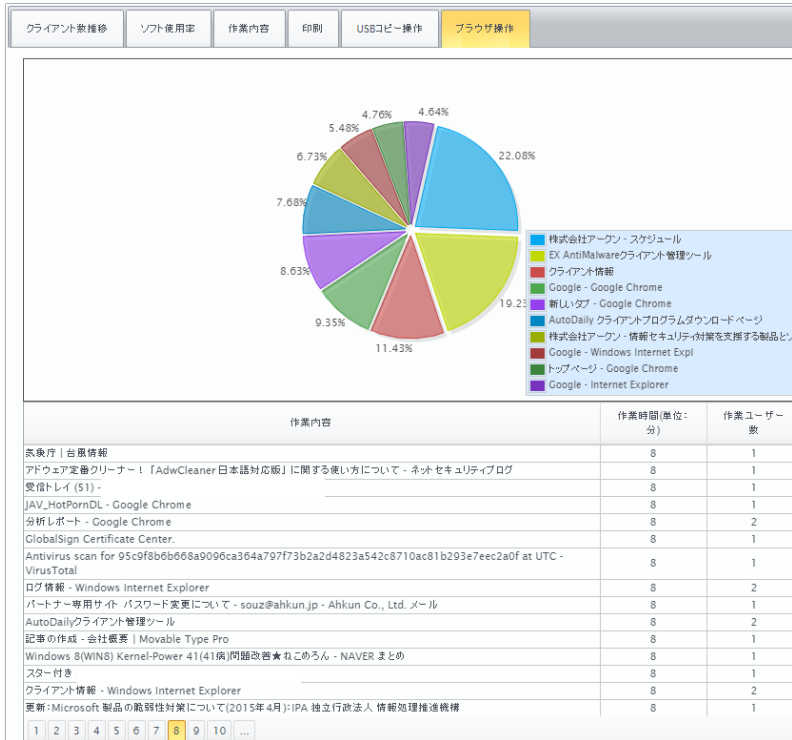 クライアント数推移 ソフト使用率 作業内容 印刷 USBコピー操作 ブラウザ操作
4.64%
4.76%
5.48%
22.08%
6.73%
7.68%
8.63%
19.23
9.35%
11.43%
株式会社アークン - スケジュール
EX AntiMalwareクライアント管理ツール
クライアント情報
Google - Google Chrome
新しいタブ - Google Chrome
AutoDaily クライアントプログラムダウンロードページ
株式会社アークン - 情報セキュリティ対策を支援する製品と
Google - Windows Internet Expl
トップページ - Google Chrome
Google - Internet Explorer
作業内容 作業時間(単位:分) 作業ユーザー数
気象庁 | 台風情報 8 1
アドウェア定番クリーナー！「AdwCleaner 日本語対応版」に関する使い方について - ネットセキュリティブログ 8 1
受信トレイ (51) - 8 1
JAV_HotPornDL - Google Chrome 8 1
分析レポート - Google Chrome 8 2
GlobalSign Certificate Center. 8 1
Antivirus scan for 95c9f8b6b668a9096ca364a797f73b2a2d4823a542c8710ac81b293e7eec2a0f at UTC -
VirusTotal 8 1
ログ情報 - Windows Internet Explorer 8 2
パートナー専用サイト パスワード変更について - souz@ahkun.jp - Ahkun Co., Ltd. メール 8 1
AutoDailyクライアント管理ツール 8 2
記事の作成 - 会社概要 | Movable Type Pro 8 1
Windows 8(WIN8) Kernel-Power 41(41病)問題改善★ねこめろん - NAVER まとめ 8 1
スター付き 8 1
クライアント情報 - Windows Internet Explorer 8 2
更新:Microsoft 製品の脆弱性対策について(2015年4月):IPA 独立行政法人 情報処理推進機構 8 1
1 2 3 4 5 6 7 8 9 10 ...